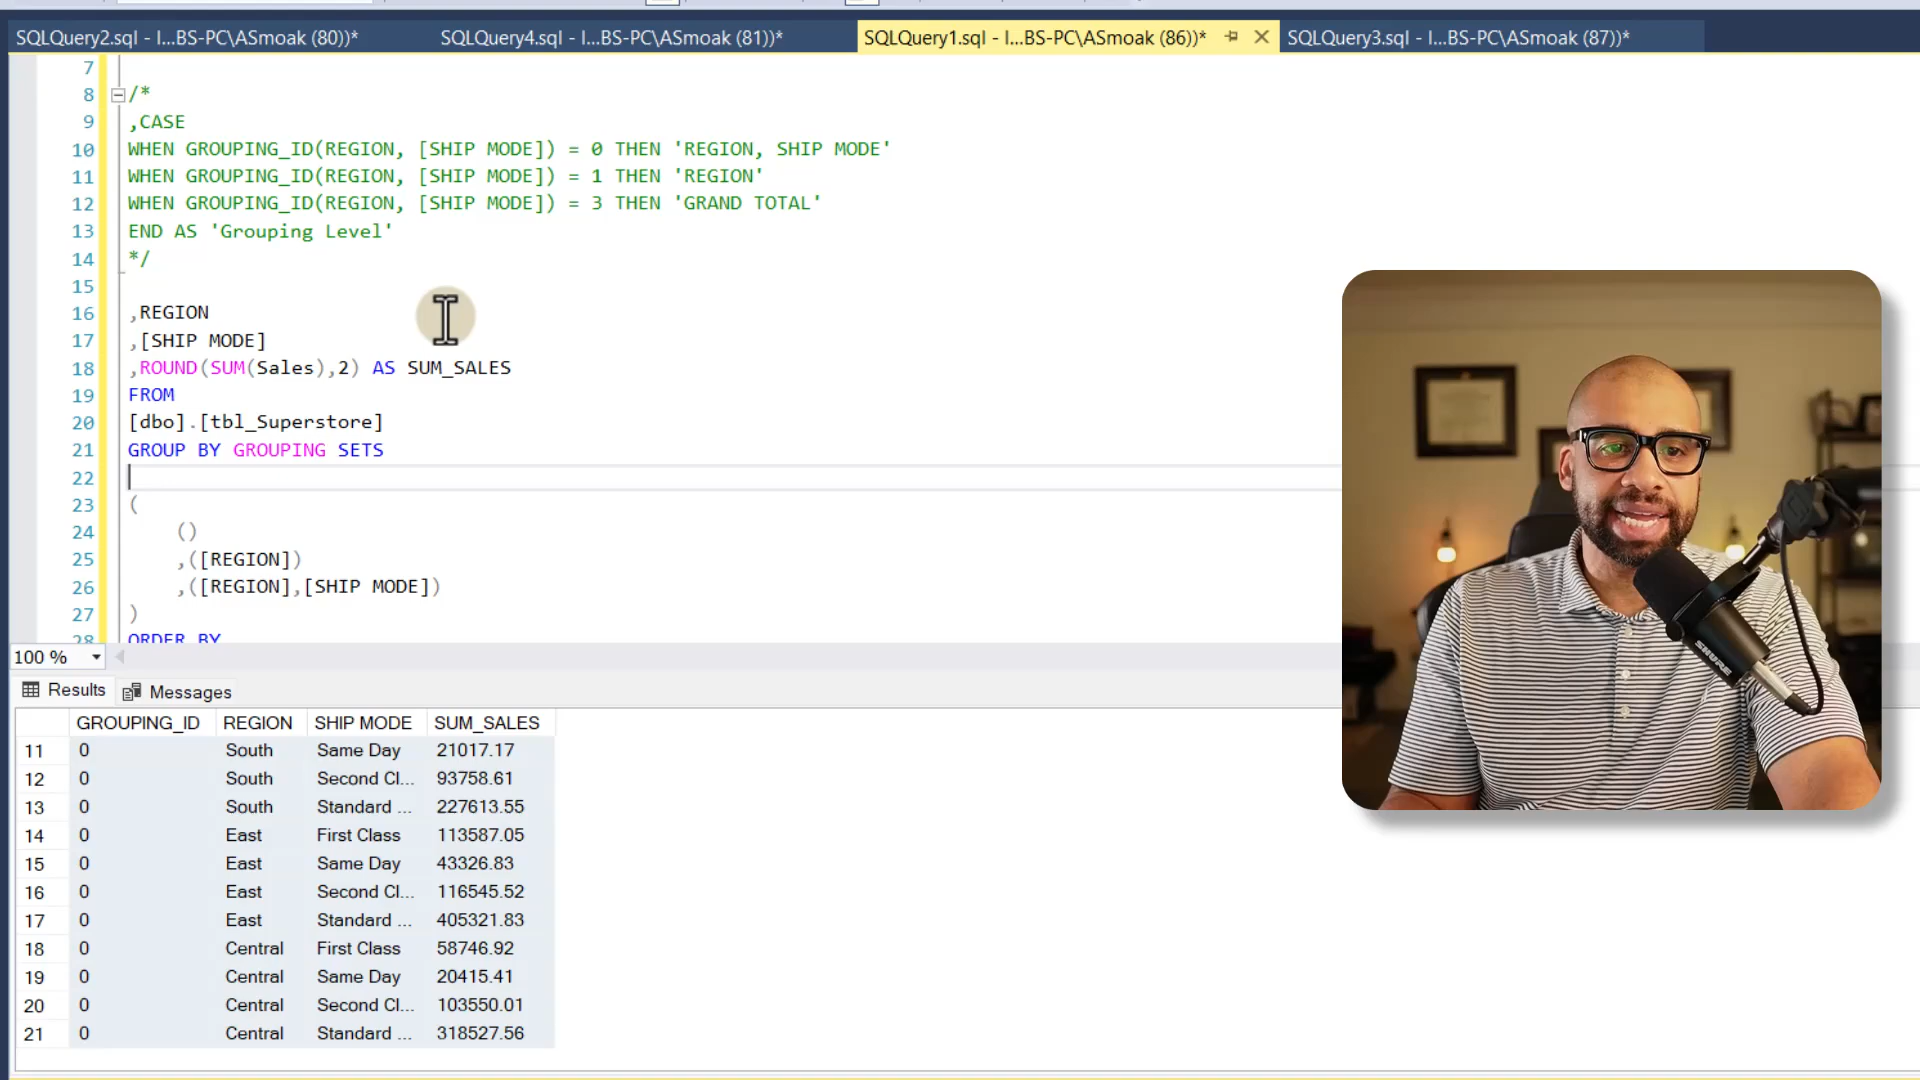 SQLQuery2.sql - I...BS-PC\ASmoak (80))*
SQLQuery4.sql - I...BS-PC\ASmoak (81))*
SQLQuery1.sql - I...BS-PC\ASmoak (86))*
SQLQuery3.sql - I...BS-PC\ASmoak (87))*
7
8 /*
9 ,CASE
10 WHEN GROUPING_ID(REGION, [SHIP MODE]) = 0 THEN 'REGION, SHIP MODE'
11 WHEN GROUPING_ID(REGION, [SHIP MODE]) = 1 THEN 'REGION'
12 WHEN GROUPING_ID(REGION, [SHIP MODE]) = 3 THEN 'GRAND TOTAL'
13 END AS 'Grouping Level'
14 */
15
16 ,REGION
17 ,[SHIP MODE]
18 ,ROUND(SUM(Sales),2) AS SUM_SALES
19 FROM
20 [dbo].[tbl_Superstore]
21 GROUP BY GROUPING SETS
22
23 (
24 ()
25 ,([REGION])
26 ,([REGION],[SHIP MODE])
27 )
28 ORDER BY
100 %
Results Messages
GROUPING_ID REGION SHIP MODE SUM_SALES
11 0 South Same Day 21017.17
12 0 South Second Cl... 93758.61
13 0 South Standard ... 227613.55
14 0 East First Class 113587.05
15 0 East Same Day 43326.83
16 0 East Second Cl... 116545.52
17 0 East Standard ... 405321.83
18 0 Central First Class 58746.92
19 0 Central Same Day 20415.41
20 0 Central Second Cl... 103550.01
21 0 Central Standard ... 318527.56
SHURE